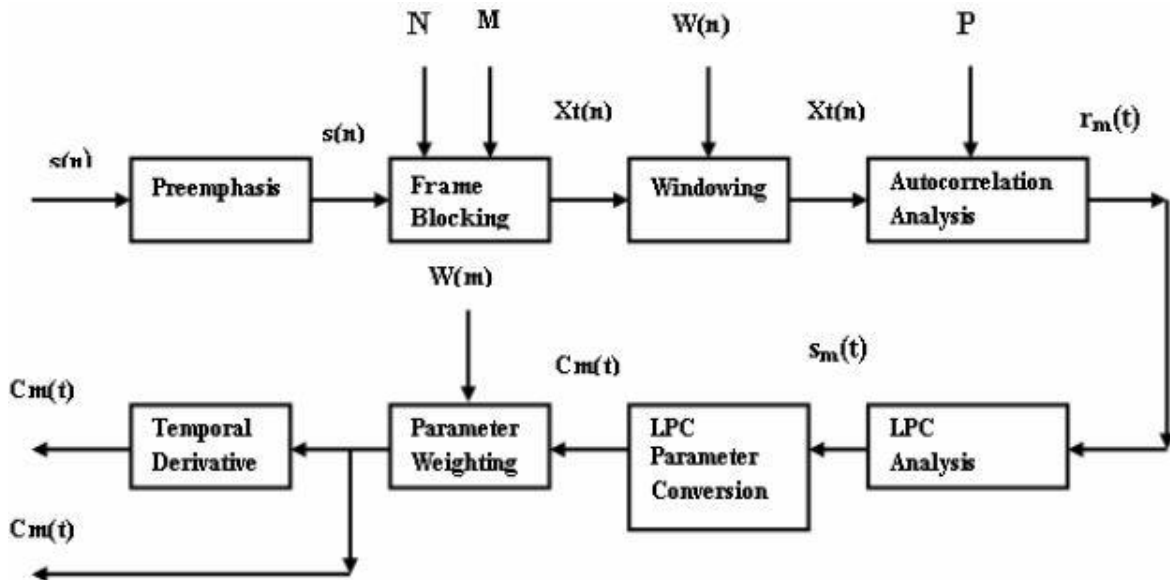 N
M
W(n)
P
Xt(n)
Xt(n)
rm(t)
s(n)
s(n)
Preemphasis
Frame
Blocking
Windowing
Autocorrelation
Analysis
W(m)
sm(t)
Cm(t)
Cm(t)
Temporal
Derivative
Parameter
Weighting
LPC
Parameter
Conversion
LPC
Analysis
Cm(t)